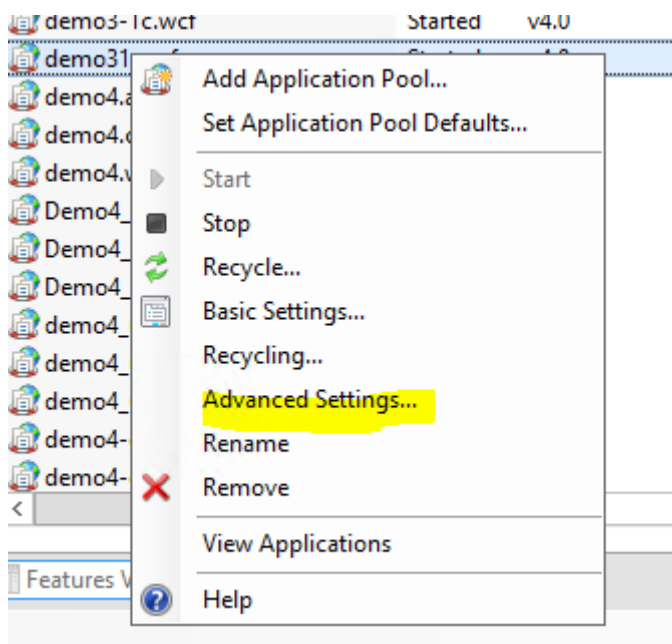 demo3-1c.wcf Started v4.0
demo31
demo4.
demo4.
demo4.
Demo4_
Demo4_
Demo4_
demo4_
demo4_
demo4_
demo4-
demo4-
Add Application Pool...
Set Application Pool Defaults...
Start
Stop
Recycle...
Basic Settings...
Recycling...
Advanced Settings...
Rename
Remove
View Applications
Help
Features